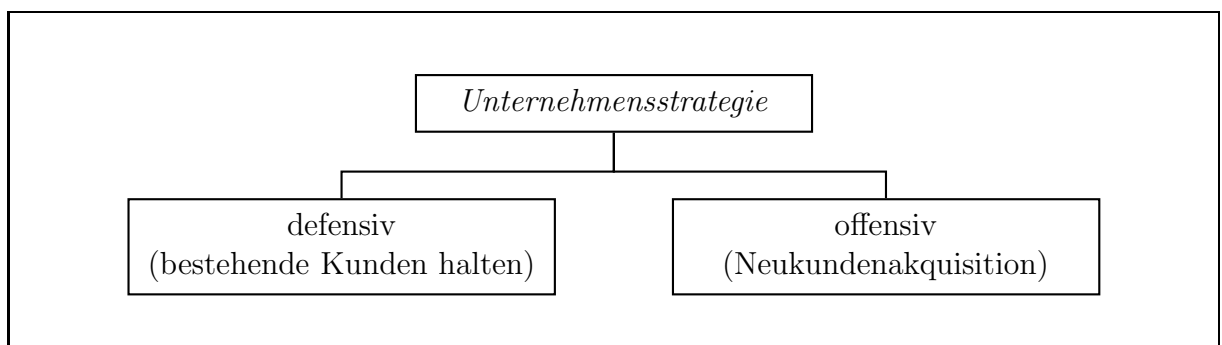 Unternehmensstrategie
defensiv
(bestehende Kunden halten)
offensiv
(Neukundenakquisition)